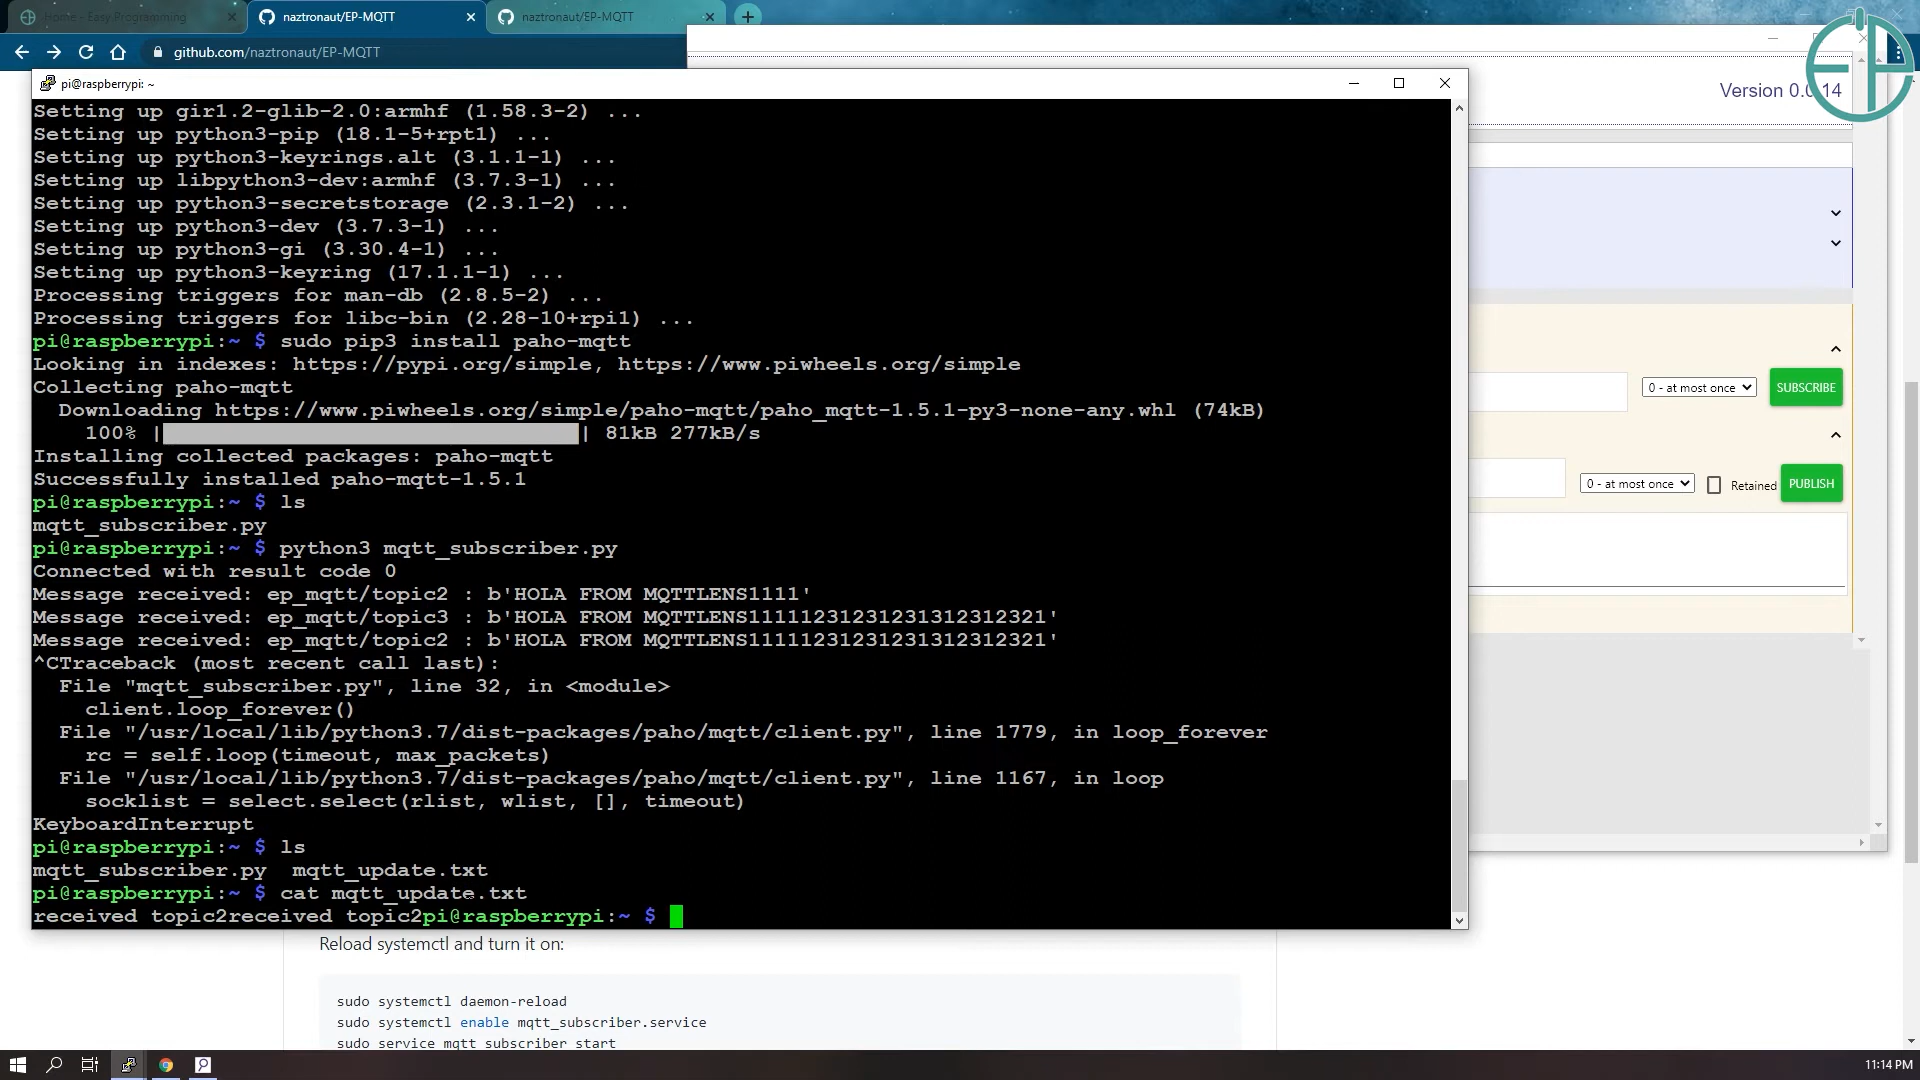 Home - Easy Programming
naztronaut/EP-MQTT
naztronaut/EP-MQTT
github.com/naztronaut/EP-MQTT
pi@raspberrypi: ~
Setting up gir1.2-glib-2.0:armhf (1.58.3-2) ...
Setting up python3-pip (18.1-5+rpt1) ...
Setting up python3-keyrings.alt (3.1.1-1) ...
Setting up libpython3-dev:armhf (3.7.3-1) ...
Setting up python3-secretstorage (2.3.1-2) ...
Setting up python3-dev (3.7.3-1) ...
Setting up python3-gi (3.30.4-1) ...
Setting up python3-keyring (17.1.1-1) ...
Processing triggers for man-db (2.8.5-2) ...
Processing triggers for libc-bin (2.28-10+rpi1) ...
pi@raspberrypi:~ $ sudo pip3 install paho-mqtt
Looking in indexes: https://pypi.org/simple, https://www.piwheels.org/simple
Collecting paho-mqtt
Downloading https://www.piwheels.org/simple/paho-mqtt/paho_mqtt-1.5.1-py3-none-any.whl (74kB)
100% | | 81kB 277kB/s
Installing collected packages: paho-mqtt
Successfully installed paho-mqtt-1.5.1
pi@raspberrypi:~ $ ls
mqtt_subscriber.py
pi@raspberrypi:~ $ python3 mqtt_subscriber.py
Connected with result code 0
Message received: ep_mqtt/topic2 : b'HOLA FROM MQTTLENS1111'
Message received: ep_mqtt/topic3 : b'HOLA FROM MQTTLENS111112312312313123​12321'
Message received: ep_mqtt/topic2 : b'HOLA FROM MQTTLENS11111231231231312312321'
^CTraceback (most recent call last):
File "mqtt_subscriber.py", line 32, in <module>
client.loop_forever()
File "/usr/local/lib/python3.7/dist-packages/paho/mqtt/client.py", line 1779, in loop_forever
rc = self.loop(timeout, max_packets)
File "/usr/local/lib/python3.7/dist-packages/paho/mqtt/client.py", line 1167, in loop
socklist = select.select(rlist, wlist, [], timeout)
KeyboardInterrupt
pi@raspberrypi:~ $ ls
mqtt_subscriber.py mqtt_update.txt
pi@raspberrypi:~ $ cat mqtt_update.txt
received topic2received topic2pi@raspberrypi:~ $
Version 0.0.14
0 - at most once
SUBSCRIBE
0 - at most once
Retained
PUBLISH
Reload systemctl and turn it on:
sudo systemctl daemon-reload
sudo systemctl enable mqtt_subscriber.service
sudo service mqtt_subscriber start
11:14 PM